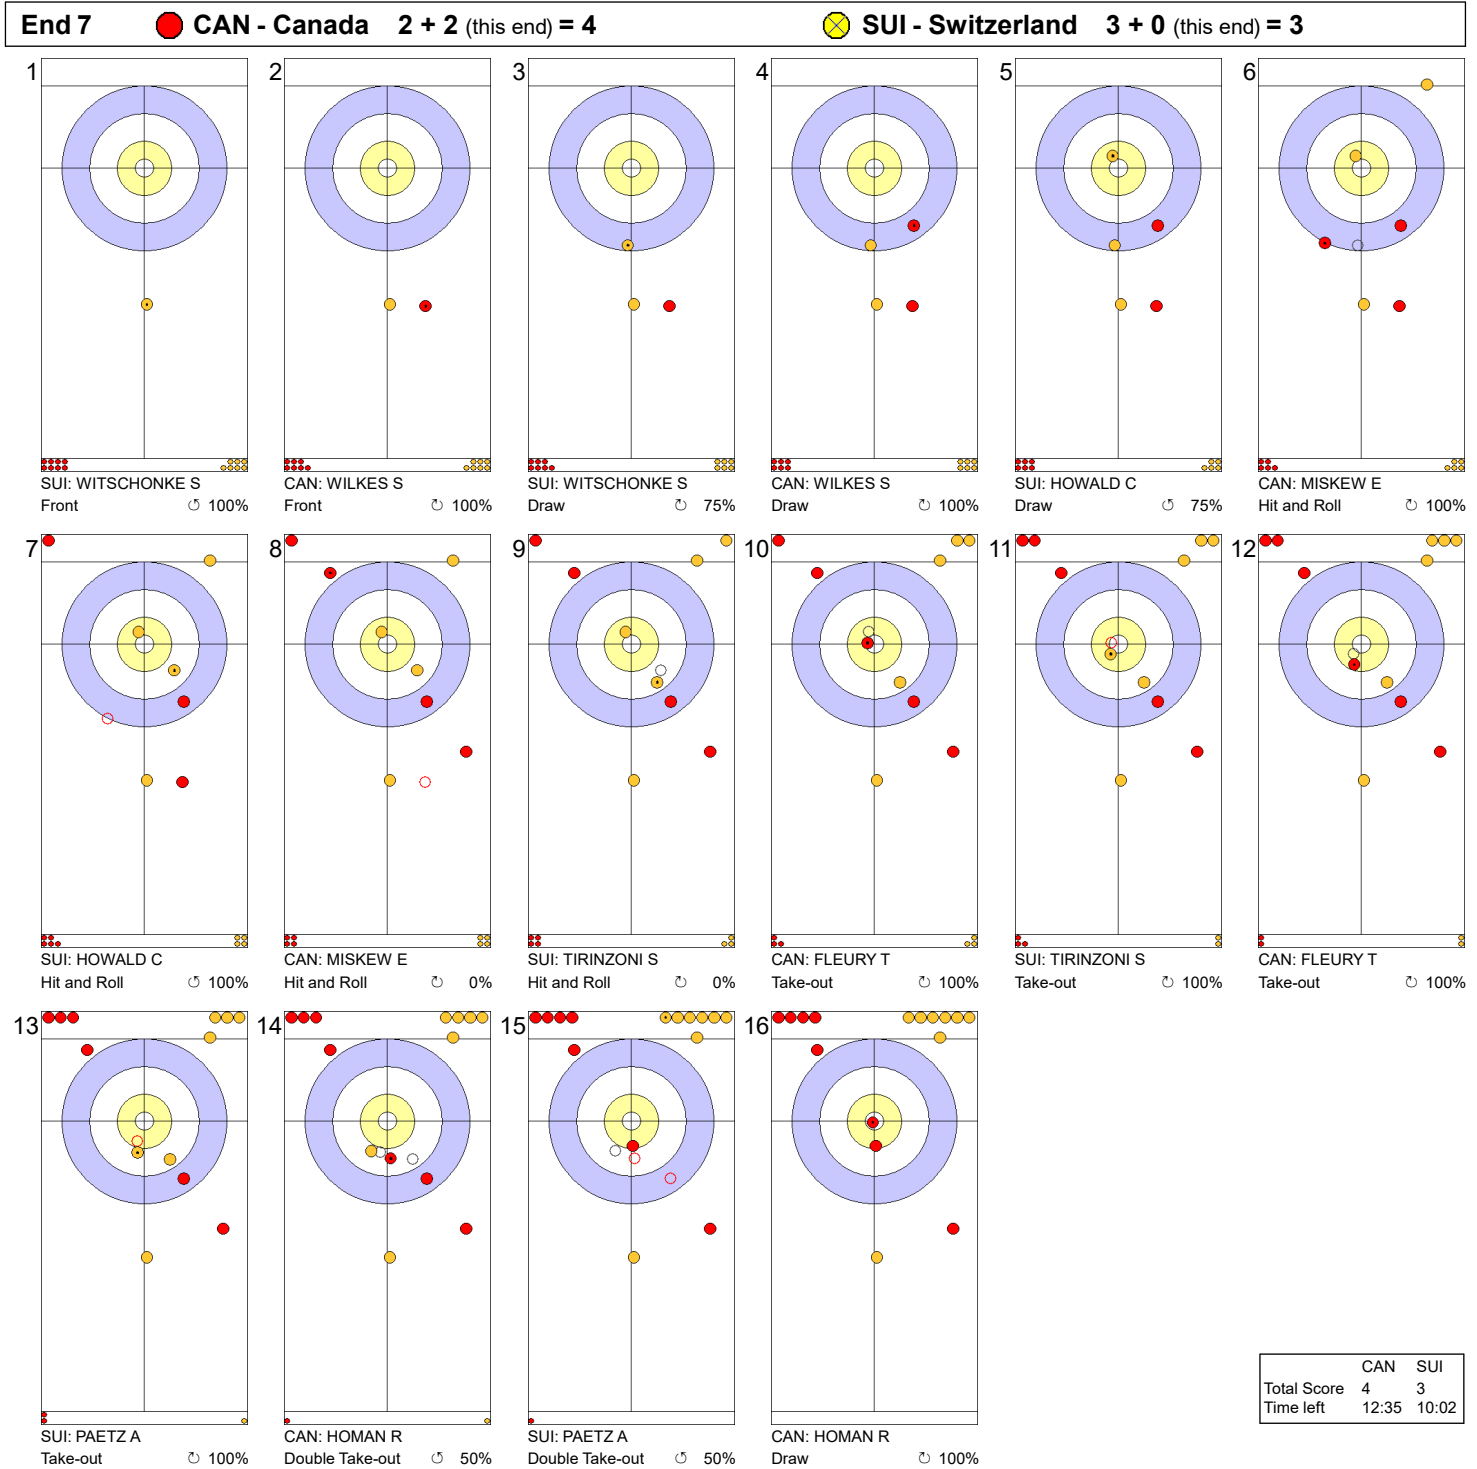 End 7 CAN - Canada 2 + 2 (this end) = 4 SUI - Switzerland 3 + 0 (this end) = 3
1 2 3 4 5 6
SUI: WITSCHONKE S CAN: WILKES S SUI: WITSCHONKE S CAN: WILKES S SUI: HOWALD C CAN: MISKEW E
Front ↺ 100% Front ↻ 100% Draw ↻ 75% Draw ↻ 100% Draw ↺ 75% Hit and Roll ↻ 100%
7 8 9 10 11 12
SUI: HOWALD C CAN: MISKEW E SUI: TIRINZONI S CAN: FLEURY T SUI: TIRINZONI S CAN: FLEURY T
Hit and Roll ↺ 100% Hit and Roll ↻ 0% Hit and Roll ↻ 0% Take-out ↻ 100% Take-out ↻ 100% Take-out ↻ 100%
13 14 15 16
SUI: PAETZ A CAN: HOMAN R SUI: PAETZ A CAN: HOMAN R
Take-out ↻ 100% Double Take-out ↺ 50% Double Take-out ↺ 50% Draw ↻ 100%
CAN SUI
Total Score 4 3
Time left 12:35 10:02